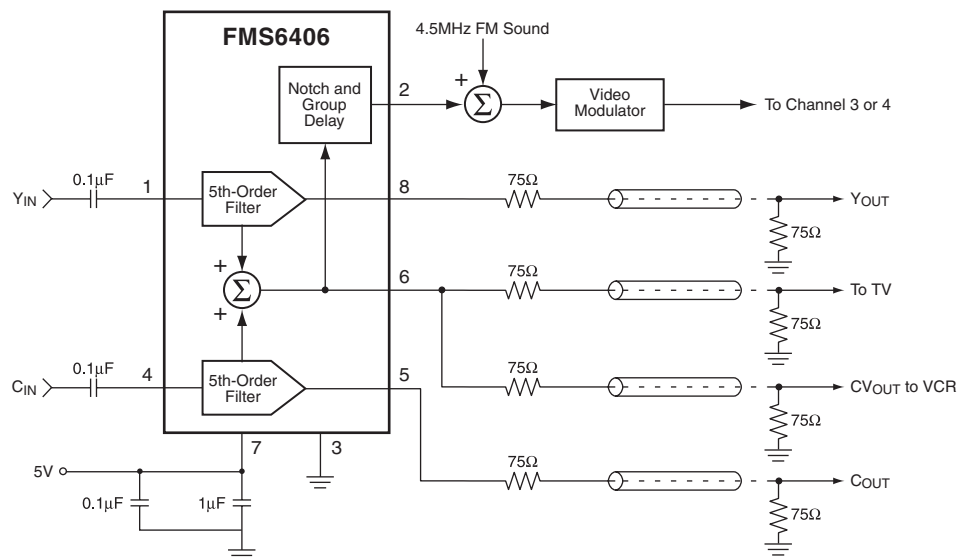 FMS6406
4.5MHz FM Sound
+
Σ
Notch and
Group
Delay
2
Video
Modulator
To Channel 3 or 4
YIN
0.1µF
1
5th-Order
Filter
8
75Ω
YOUT
75Ω
+
Σ
+
6
75Ω
To TV
75Ω
CIN
0.1µF
4
5th-Order
Filter
5
75Ω
CVOUT to VCR
75Ω
7
3
5V
0.1µF
1µF
75Ω
COUT
75Ω